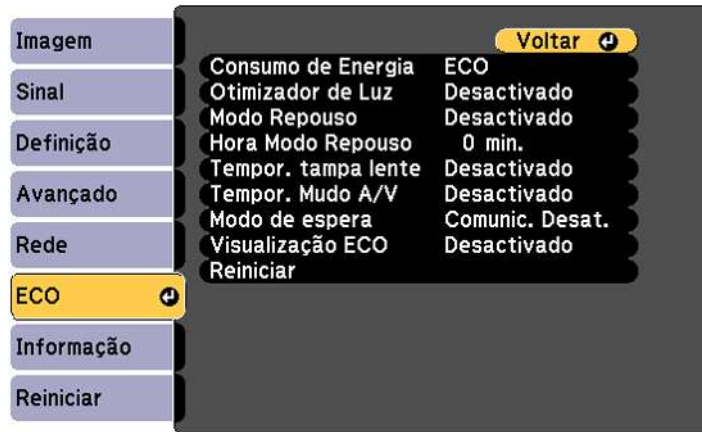 Imagem
Sinal
Definição
Avançado
Rede
ECO
Informação
Reiniciar
Voltar
Consumo de Energia ECO
Otimizador de Luz Desactivado
Modo Repouso Desactivado
Hora Modo Repouso 0 min.
Tempor. tampa lente Desactivado
Tempor. Mudo A/V Desactivado
Modo de espera Comunic. Desat.
Visualização ECO Desactivado
Reiniciar